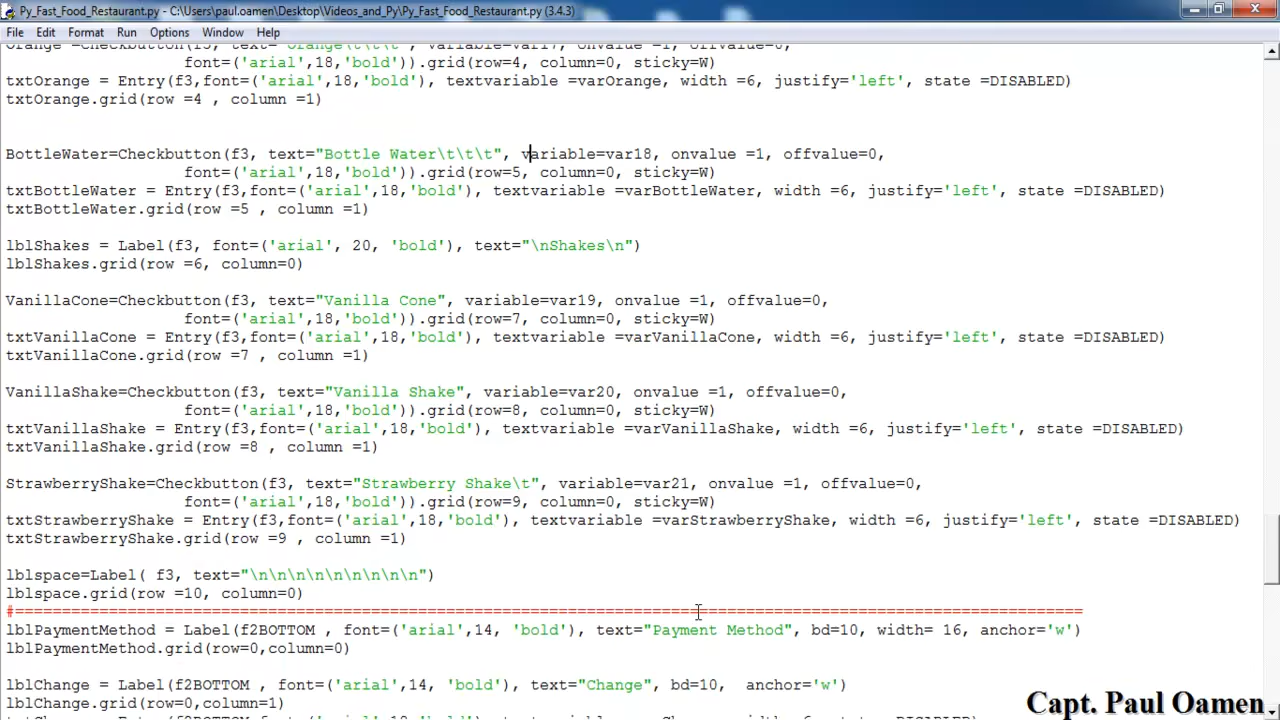 Py_Fast_Food_Restaurant.py - C:\Users\paul.oamen\Desktop\Videos_and_Py\Py_Fast_Food_Restaurant.py (3.4.3)
File Edit Format Run Options Window Help
Orange =Checkbutton(f3, text="Orange\t\t\t", variable=var17, onvalue =1, offvalue=0,
font=('arial',18,'bold')).grid(row=4, column=0, sticky=W)
txtOrange = Entry(f3,font=('arial',18,'bold'), textvariable =varOrange, width =6, justify='left', state =DISABLED)
txtOrange.grid(row =4 , column =1)
BottleWater=Checkbutton(f3, text="Bottle Water\t\t\t", variable=var18, onvalue =1, offvalue=0,
font=('arial',18,'bold')).grid(row=5, column=0, sticky=W)
txtBottleWater = Entry(f3,font=('arial',18,'bold'), textvariable =varBottleWater, width =6, justify='left', state =DISABLED)
txtBottleWater.grid(row =5 , column =1)
lblShakes = Label(f3, font=('arial', 20, 'bold'), text="\nShakes\n")
lblShakes.grid(row =6, column=0)
VanillaCone=Checkbutton(f3, text="Vanilla Cone", variable=var19, onvalue =1, offvalue=0,
font=('arial',18,'bold')).grid(row=7, column=0, sticky=W)
txtVanillaCone = Entry(f3,font=('arial',18,'bold'), textvariable =varVanillaCone, width =6, justify='left', state =DISABLED)
txtVanillaCone.grid(row =7 , column =1)
VanillaShake=Checkbutton(f3, text="Vanilla Shake", variable=var20, onvalue =1, offvalue=0,
font=('arial',18,'bold')).grid(row=8, column=0, sticky=W)
txtVanillaShake = Entry(f3,font=('arial',18,'bold'), textvariable =varVanillaShake, width =6, justify='left', state =DISABLED)
txtVanillaShake.grid(row =8 , column =1)
StrawberryShake=Checkbutton(f3, text="Strawberry Shake\t", variable=var21, onvalue =1, offvalue=0,
font=('arial',18,'bold')).grid(row=9, column=0, sticky=W)
txtStrawberryShake = Entry(f3,font=('arial',18,'bold'), textvariable =varStrawberryShake, width =6, justify='left', state =DISABLED)
txtStrawberryShake.grid(row =9 , column =1)
lblspace=Label( f3, text="\n\n\n\n\n\n\n\n\n")
lblspace.grid(row =10, column=0)
#==================================================================================================================
lblPaymentMethod = Label(f2BOTTOM , font=('arial',14, 'bold'), text="Payment Method", bd=10, width= 16, anchor='w')
lblPaymentMethod.grid(row=0,column=0)
lblChange = Label(f2BOTTOM , font=('arial',14, 'bold'), text="Change", bd=10,  anchor='w')
lblChange.grid(row=0,column=1)
Capt. Paul Oamen